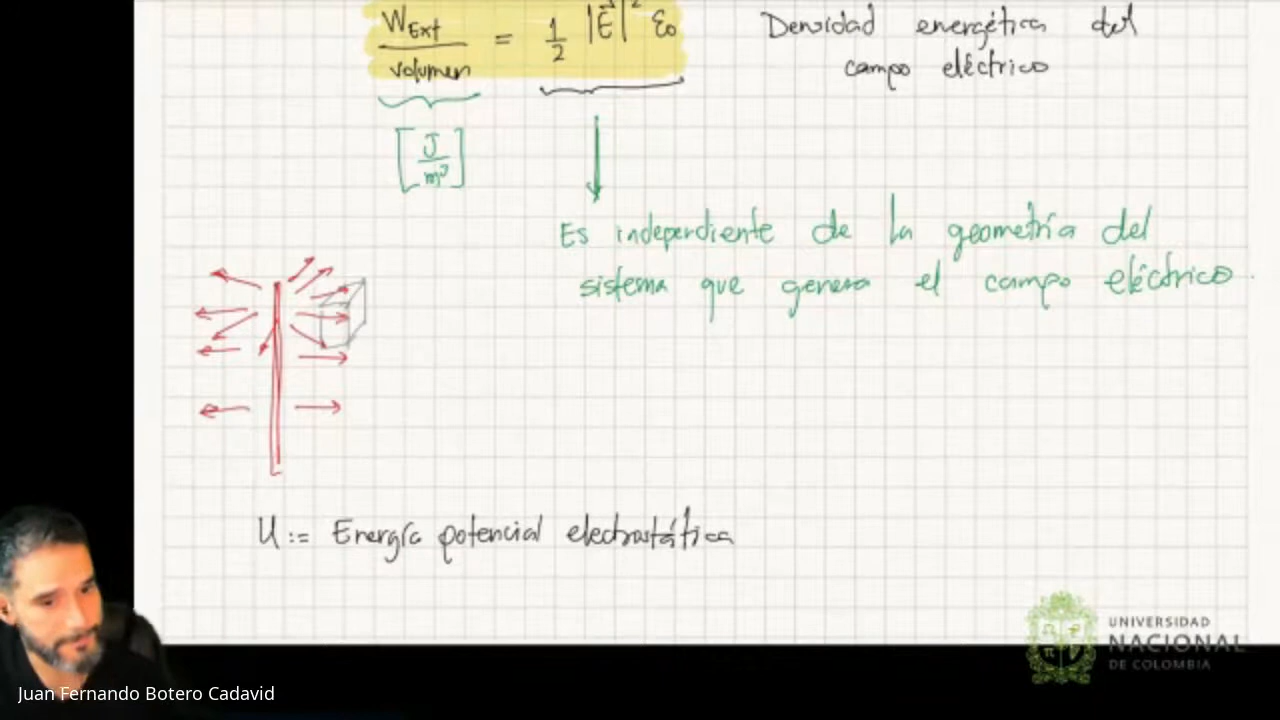 W_Ext
volumen
= 1/2 |E⃗|² ε₀
Densidad energética del
campo eléctrico
[J/m³]
Es independiente de la geometría del
sistema que genera el campo eléctrico.
U := Energía potencial electrostática
UNIVERSIDAD
NACIONAL
DE COLOMBIA
Juan Fernando Botero Cadavid